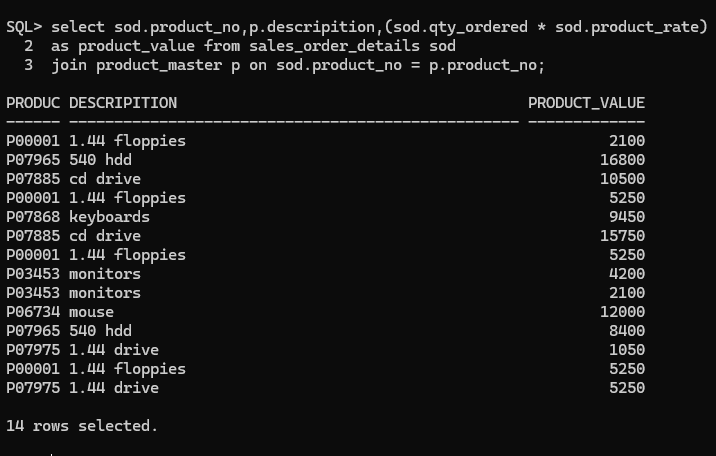 SQL> select sod.product_no,p.descripition,(sod.qty_ordered * sod.product_rate)
  2  as product_value from sales_order_details sod
  3  join product_master p on sod.product_no = p.product_no;

PRODUC DESCRIPITION                                       PRODUCT_VALUE
------ -------------------------------------------------- -------------
P00001 1.44 floppies                                               2100
P07965 540 hdd                                                    16800
P07885 cd drive                                                   10500
P00001 1.44 floppies                                               5250
P07868 keyboards                                                   9450
P07885 cd drive                                                   15750
P00001 1.44 floppies                                               5250
P03453 monitors                                                    4200
P03453 monitors                                                    2100
P06734 mouse                                                      12000
P07965 540 hdd                                                     8400
P07975 1.44 drive                                                  1050
P00001 1.44 floppies                                               5250
P07975 1.44 drive                                                  5250

14 rows selected.